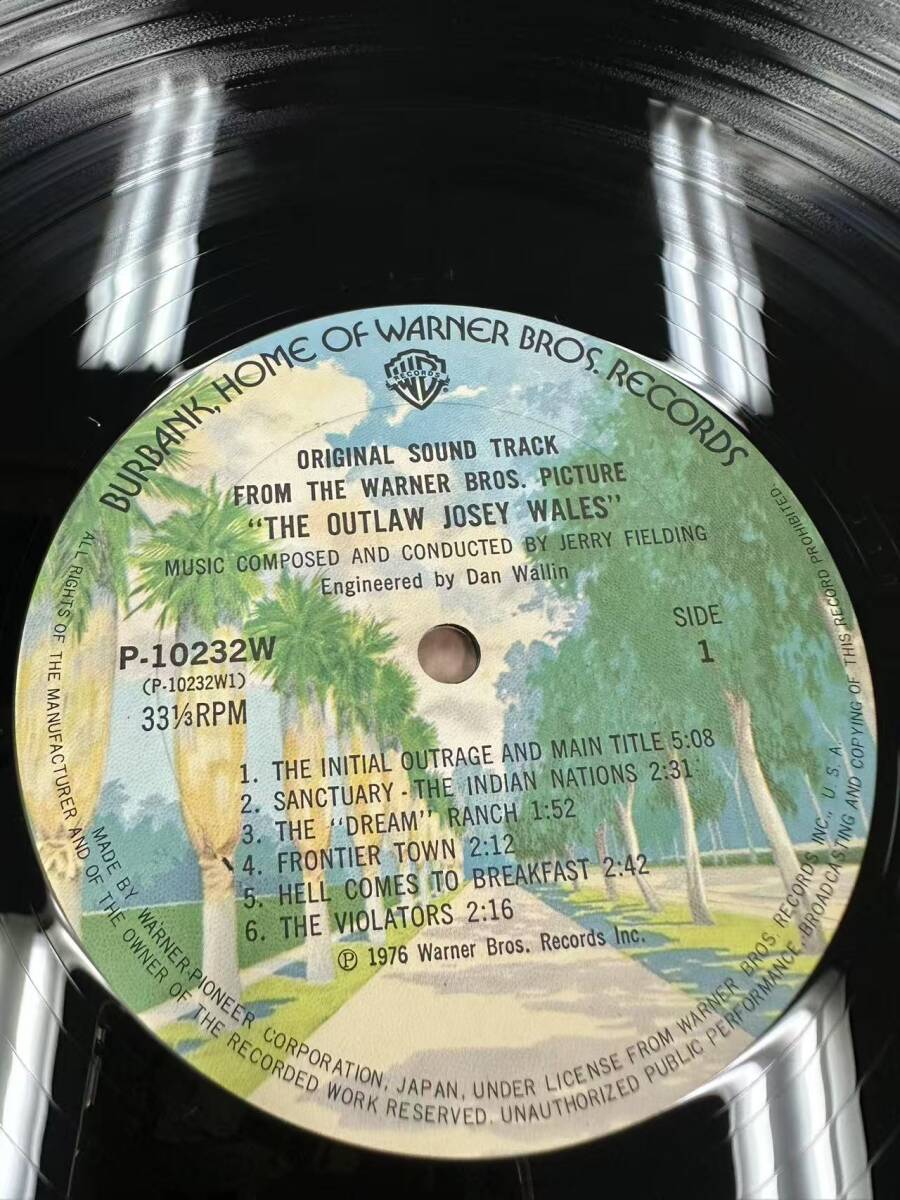 BURBANK, HOME OF WARNER BROS. RECORDS
RECORDS
ORIGINAL SOUND TRACK
FROM THE WARNER BROS. PICTURE
"THE OUTLAW JOSEY WALES"
MUSIC COMPOSED AND CONDUCTED BY JERRY FIELDING
Engineered by Dan Wallin
P-10232W
(P-10232W1)
33⅓RPM
SIDE
1
1. THE INITIAL OUTRAGE AND MAIN TITLE 5:08
2. SANCTUARY - THE INDIAN NATIONS 2:31
3. THE "DREAM" RANCH 1:52
4. FRONTIER TOWN 2:12
5. HELL COMES TO BREAKFAST 2:42
6. THE VIOLATORS 2:16
℗ 1976 Warner Bros. Records Inc.
MADE BY WARNER-PIONEER CORPORATION, JAPAN, UNDER LICENSE FROM WARNER BROS. RECORDS INC., U. S. A.
ALL RIGHTS OF THE MANUFACTURER AND OF THE OWNER OF THE RECORDED WORK RESERVED. UNAUTHORIZED PUBLIC PERFORMANCE, BROADCASTING AND COPYING OF THIS RECORD PROHIBITED.